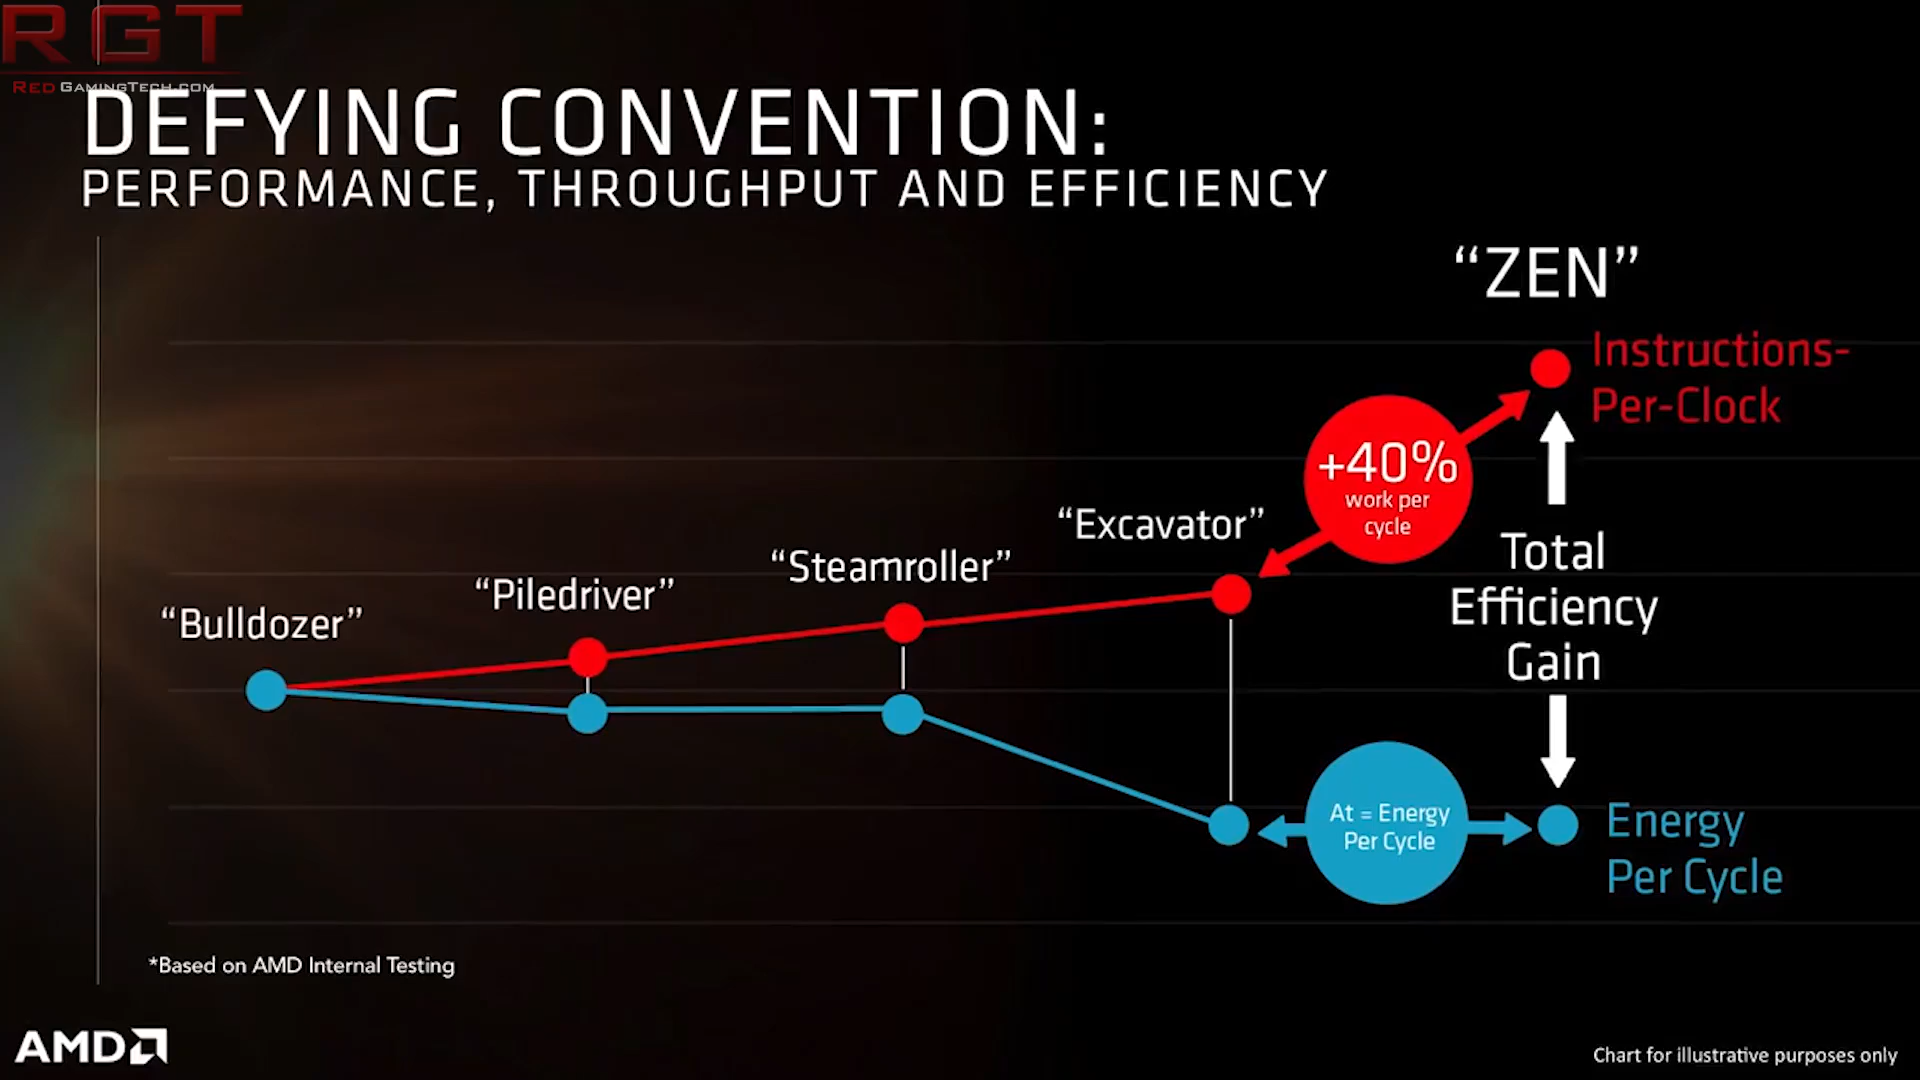 RGT
REDGAMINGTECH.COM
DEFYING CONVENTION:
PERFORMANCE, THROUGHPUT AND EFFICIENCY
“ZEN”
Instructions-
Per-Clock
+40%
work per
cycle
“Excavator”
“Steamroller”
“Piledriver”
“Bulldozer”
Total
Efficiency
Gain
At = Energy
Per Cycle
Energy
Per Cycle
*Based on AMD Internal Testing
AMD
Chart for illustrative purposes only